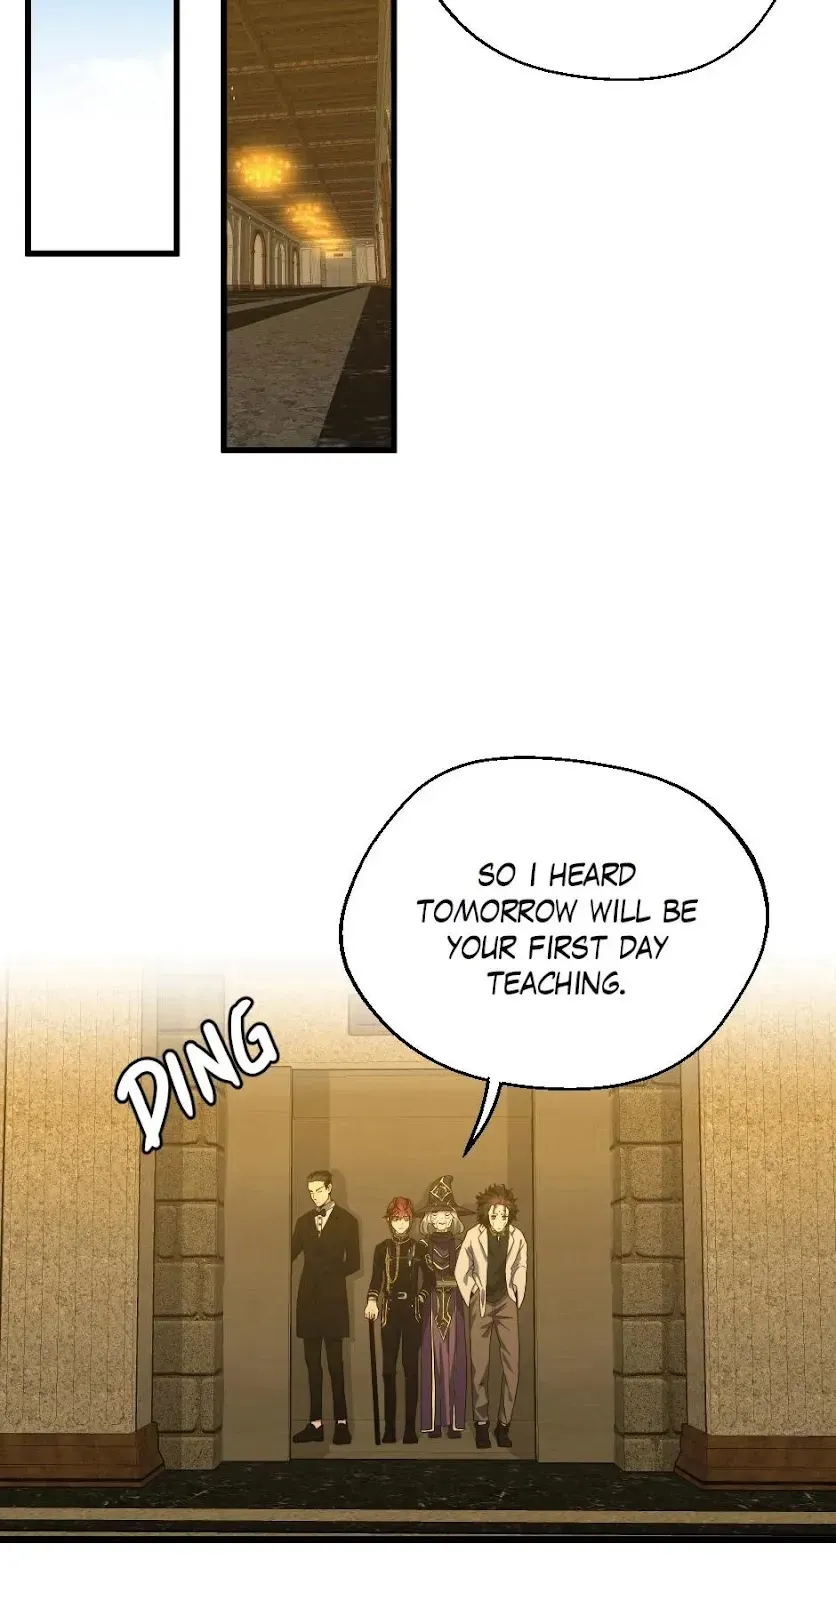 SO I HEARD
TOMORROW WILL BE
YOUR FIRST DAY
TEACHING.
DING